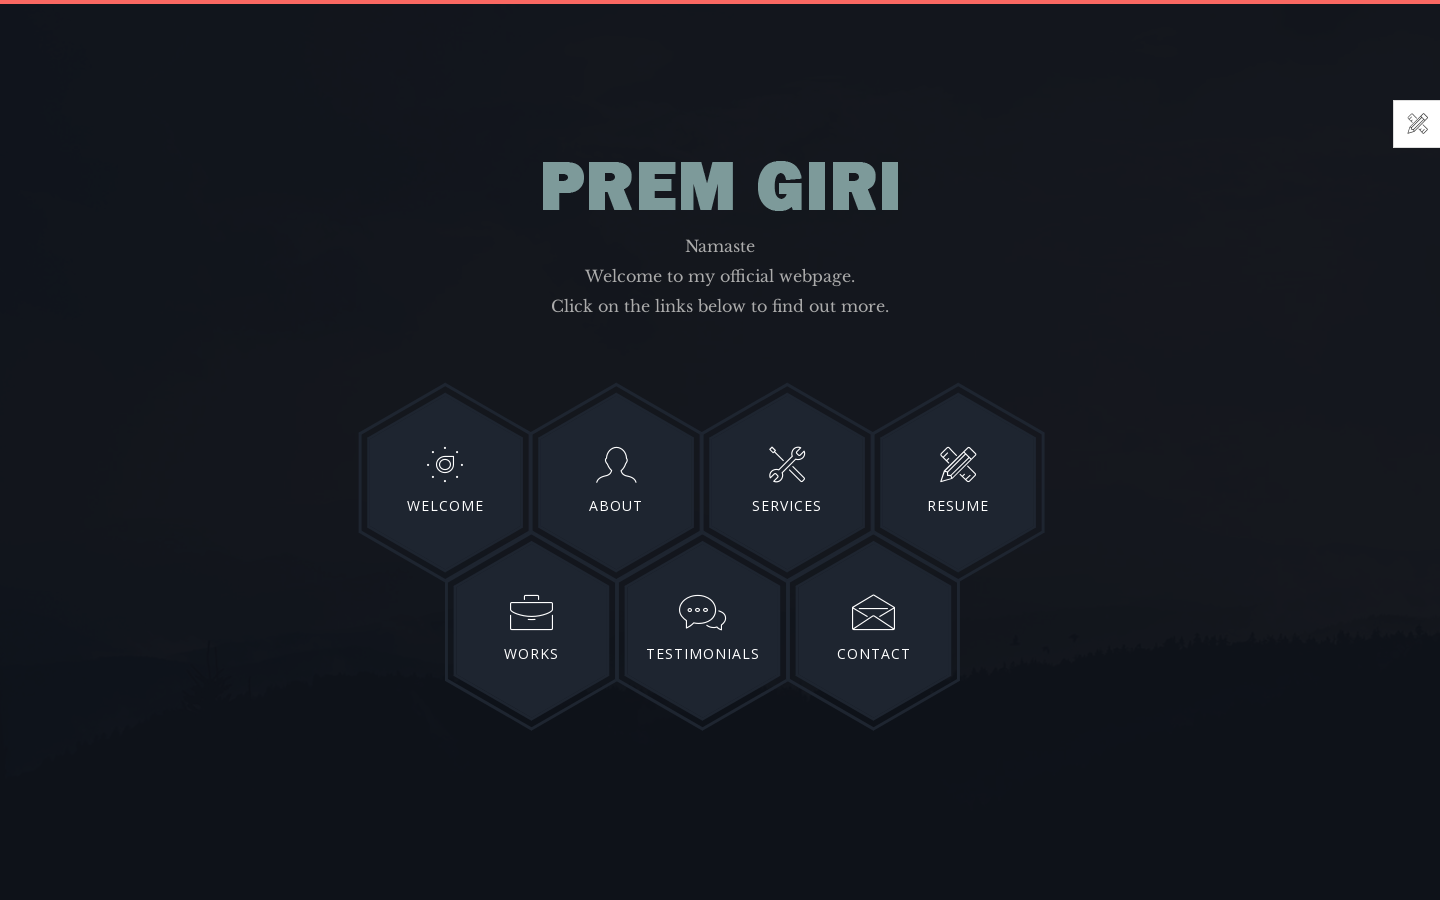 PREM GIRI
Namaste
Welcome to my official webpage.
Click on the links below to find out more.
WELCOME
ABOUT
SERVICES
RESUME
WORKS
TESTIMONIALS
CONTACT